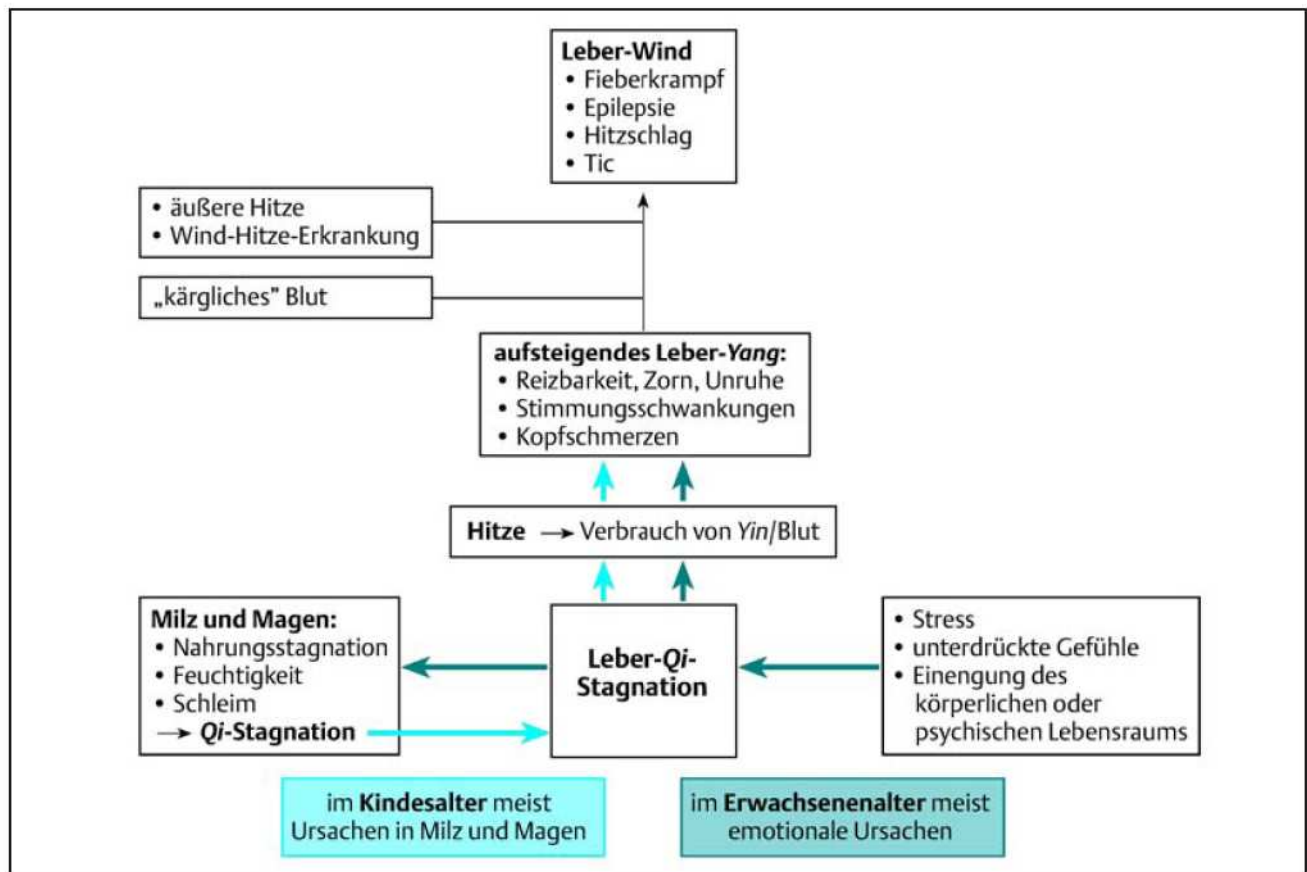 Leber-Wind
• Fieberkrampf
• Epilepsie
• Hitzschlag
• Tic
• äußere Hitze
• Wind-Hitze-Erkrankung
„kärgliches” Blut
aufsteigendes Leber-Yang:
• Reizbarkeit, Zorn, Unruhe
• Stimmungsschwankungen
• Kopfschmerzen
Hitze → Verbrauch von Yin/Blut
Milz und Magen:
• Nahrungsstagnation
• Feuchtigkeit
• Schleim
→ Qi-Stagnation
Leber-Qi-
Stagnation
• Stress
• unterdrückte Gefühle
• Einengung des
körperlichen oder
psychischen Lebensraums
im Kindesalter meist
Ursachen in Milz und Magen
im Erwachsenenalter meist
emotionale Ursachen